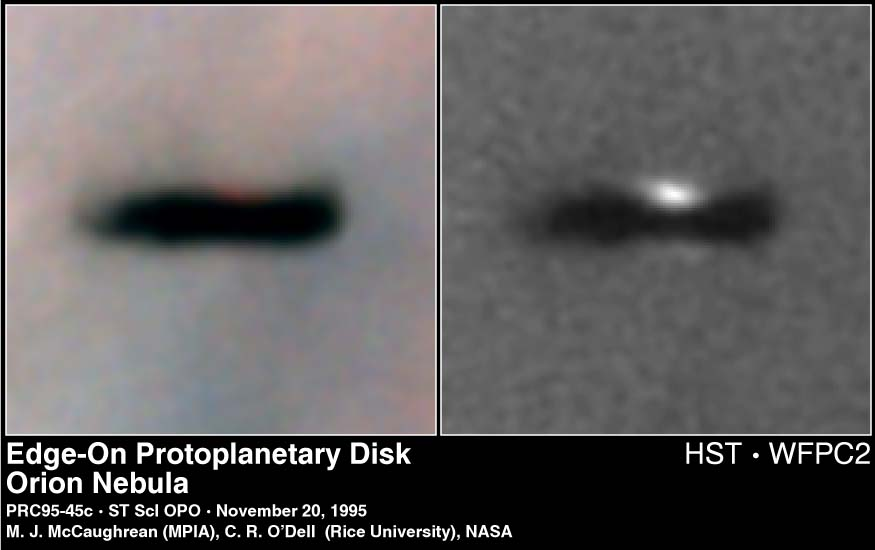 Edge-On Protoplanetary Disk
Orion Nebula
HST • WFPC2
PRC95-45c • ST ScI OPO • November 20, 1995
M. J. McCaughrean (MPIA), C. R. O'Dell (Rice University), NASA